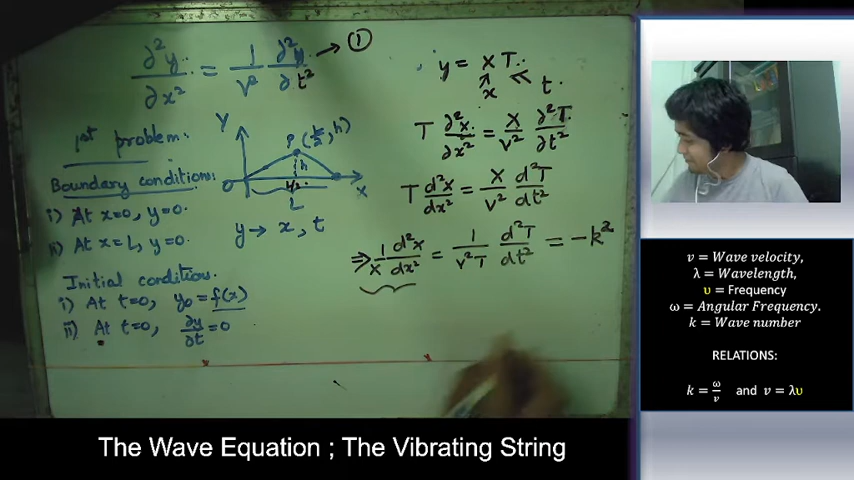 ∂²y/∂x² = 1/v² ∂²y/∂t² → ①
1st problem:
Boundary condition:
i) At x=0, y=0.
ii) At x=L, y=0.
Initial condition.
i) At t=0, y₀ = f(x)
ii) At t=0, ∂y/∂t = 0
Y
P (L/2, h)
h
O
L/2
X
L
y → x, t
y = X T.
x t.
T ∂²X/∂x² = X/v² ∂²T/∂t²
T d²X/dx² = X/v² d²T/dt²
⇒ 1/X d²X/dx² = 1/v²T d²T/dt² = -k²
v = Wave velocity,
λ = Wavelength,
υ = Frequency
ω = Angular Frequency.
k = Wave number
RELATIONS:
k = ω/v and v = λυ
The Wave Equation ; The Vibrating String